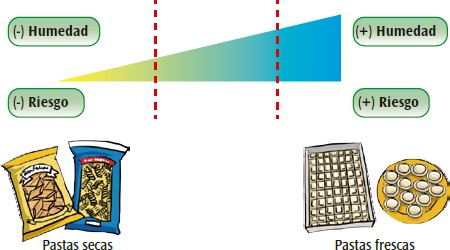 (-) Humedad
(+) Humedad
(-) Riesgo
(+) Riesgo
Pastas secas
Pastas frescas